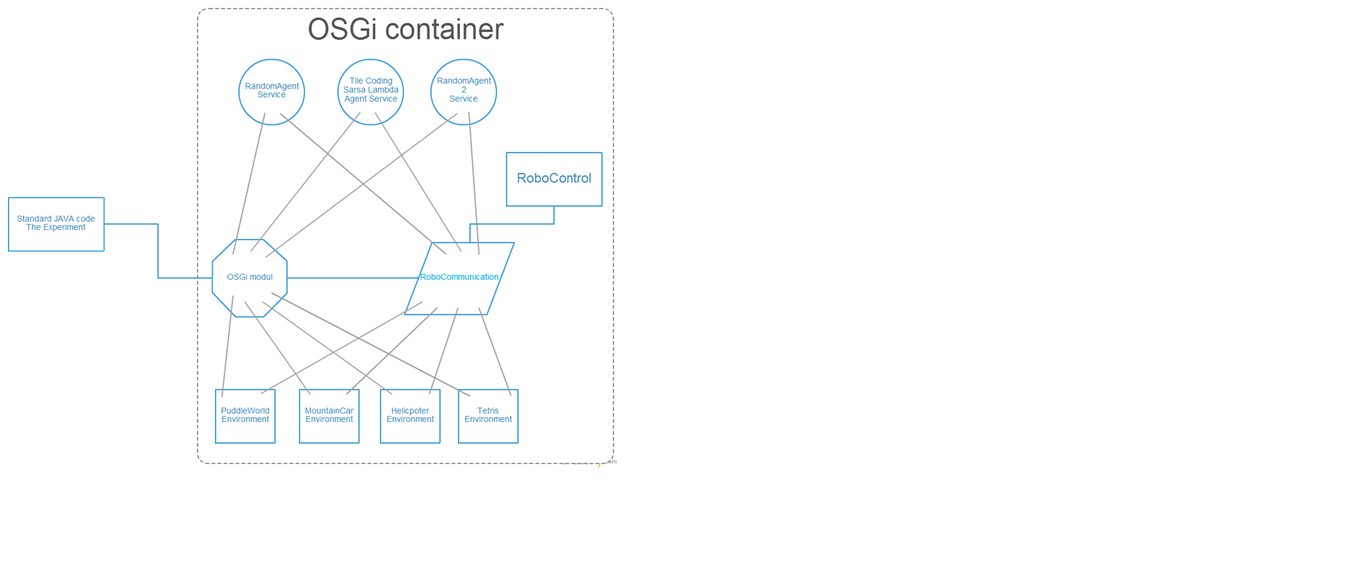 OSGi container
RandomAgent
Service
Tile Coding
Sarsa Lambda
Agent Service
RandomAgent
2
Service
RoboControl
Standard JAVA code
The Experiment
OSGi modul
RoboCommunication
PuddleWorld
Environment
MountainCar
Environment
Helicpoter
Environment
Tetris
Environment